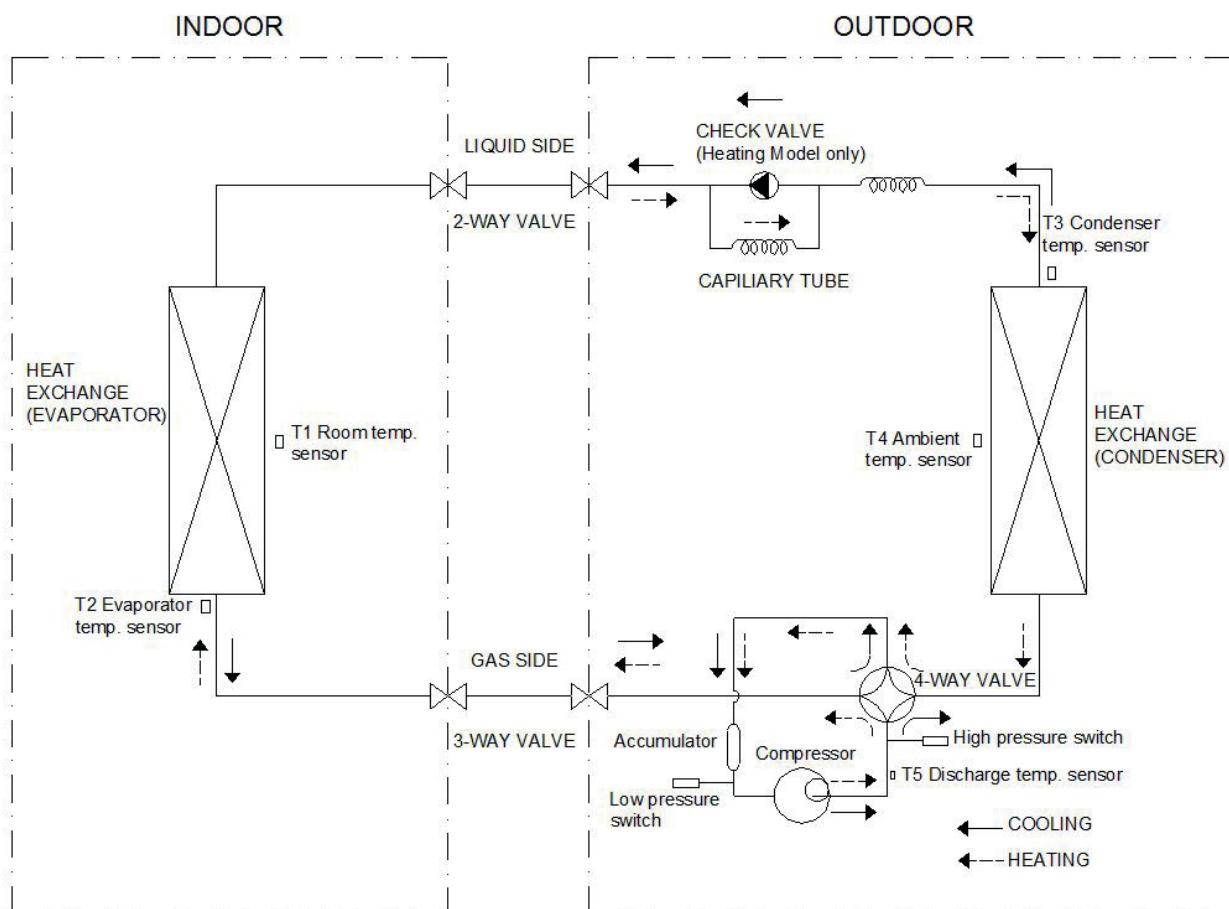 INDOOR
OUTDOOR
LIQUID SIDE
2-WAY VALVE
CHECK VALVE
(Heating Model only)
CAPILIARY TUBE
T3 Condenser
temp. sensor
HEAT
EXCHANGE
(EVAPORATOR)
T1 Room temp.
sensor
T4 Ambient
temp. sensor
HEAT
EXCHANGE
(CONDENSER)
T2 Evaporator
temp. sensor
GAS SIDE
3-WAY VALVE
4-WAY VALVE
Accumulator
Compressor
High pressure switch
T5 Discharge temp. sensor
Low pressure
switch
COOLING
HEATING